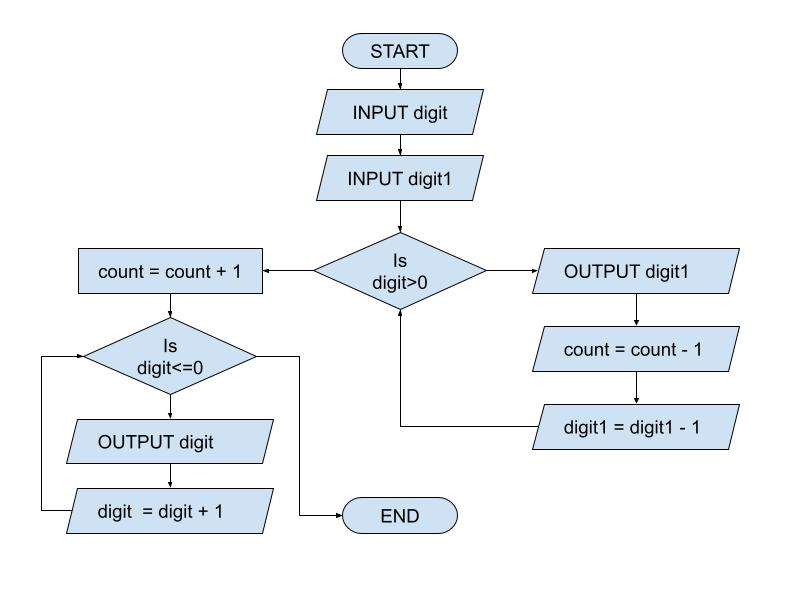 START
INPUT digit
INPUT digit1
Is
digit>0
count = count + 1
OUTPUT digit1
Is
digit<=0
count = count - 1
OUTPUT digit
digit1 = digit1 - 1
digit  = digit + 1
END